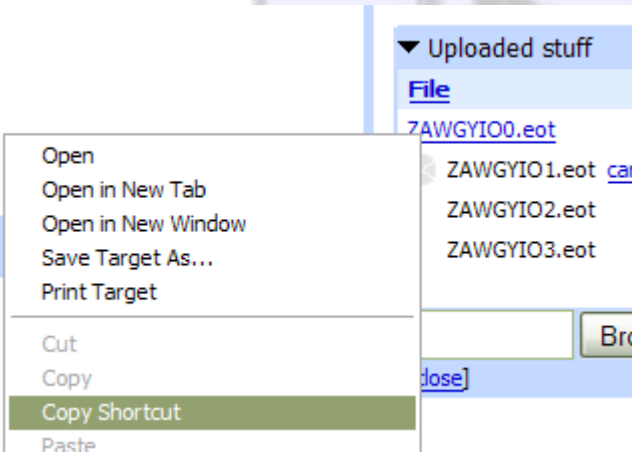 Uploaded stuff
File
ZAWGYIO0.eot
ZAWGYIO1.eot
ZAWGYIO2.eot
ZAWGYIO3.eot
close]
Open
Open in New Tab
Open in New Window
Save Target As...
Print Target
Cut
Copy
Copy Shortcut
Paste